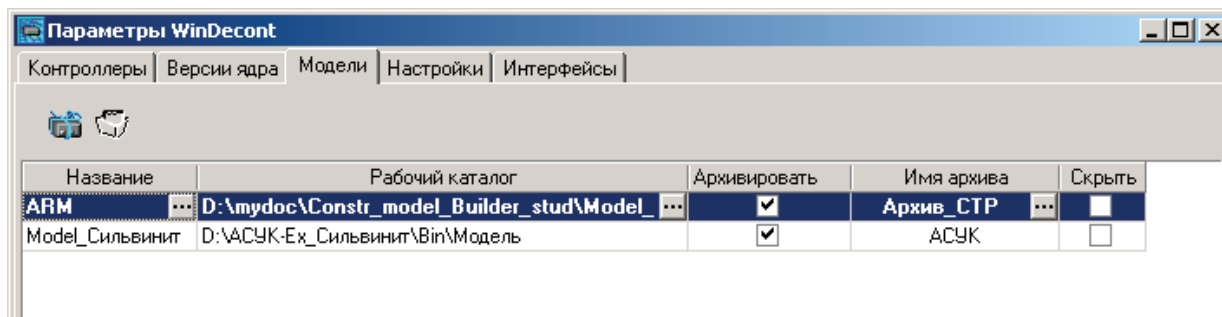 Параметры WinDecont
Контроллеры Версии ядра Модели Настройки Интерфейсы
Название Рабочий каталог Архивировать Имя архива Скрыть
ARM ... D:\mydoc\Constr_model_Builder_stud\Model_ ... Архив_СТР ...
Model_Сильвинит D:\АСУК-Ex_Сильвинит\Bin\Модель АСУК